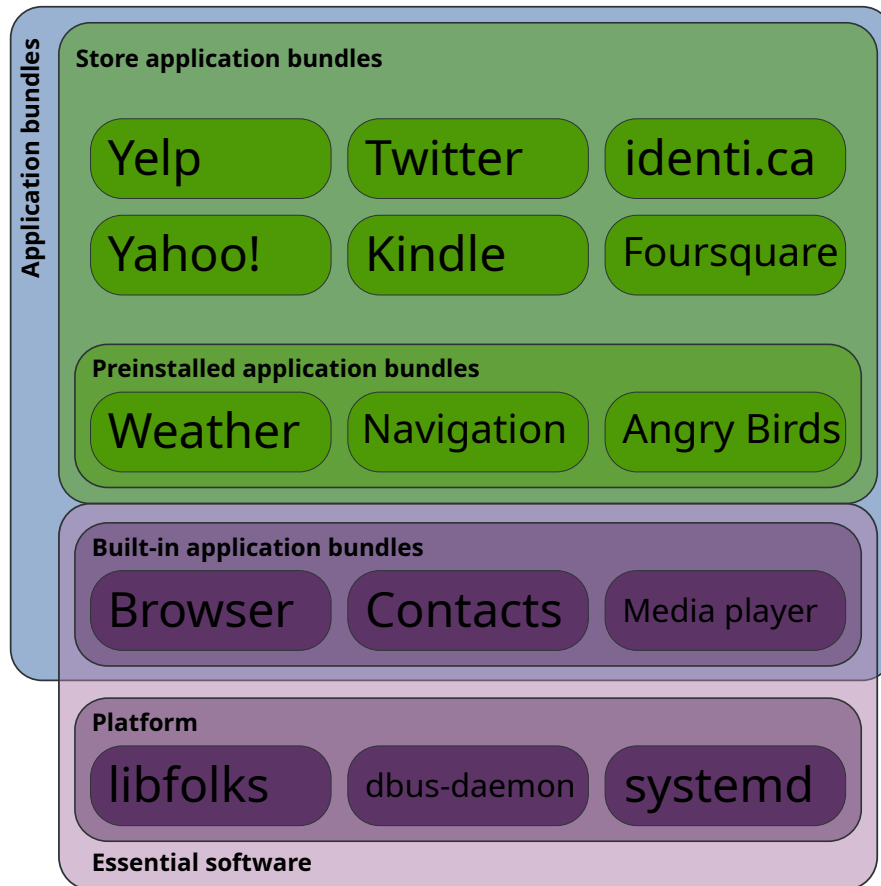 Application bundles
Store application bundles
Yelp
Twitter
identi.ca
Yahoo!
Kindle
Foursquare
Preinstalled application bundles
Weather
Navigation
Angry Birds
Built-in application bundles
Browser
Contacts
Media player
Platform
libfolks
dbus-daemon
systemd
Essential software